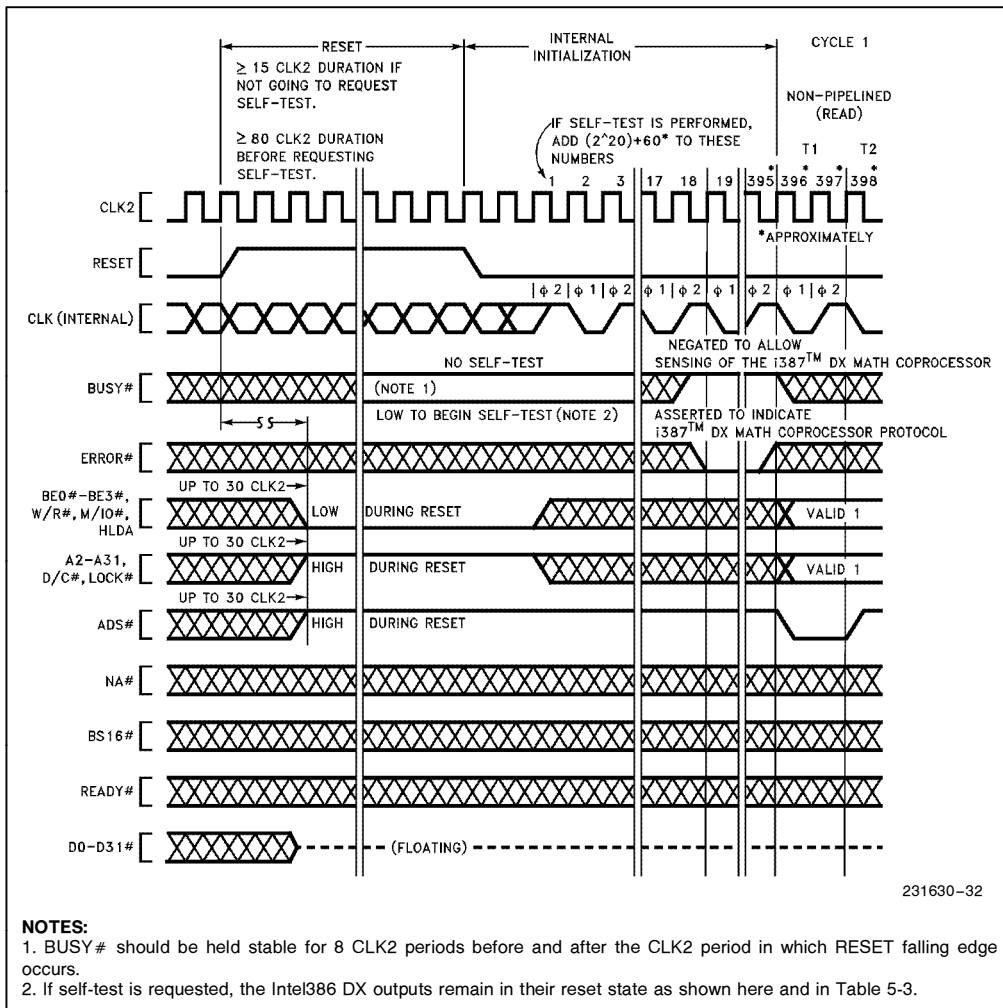 RESET
INTERNAL
INITIALIZATION
CYCLE 1
≥ 15 CLK2 DURATION IF
NOT GOING TO REQUEST
SELF-TEST.
≥ 80 CLK2 DURATION
BEFORE REQUESTING
SELF-TEST.
IF SELF-TEST IS PERFORMED,
ADD (2^20)+60* TO THESE
NUMBERS
NON-PIPELINED
(READ)
T1 T2
1 2 3 17 18 19 395* 396* 397* 398*
CLK2
*APPROXIMATELY
RESET
ϕ 2 ϕ 1 ϕ 2 ϕ 1 ϕ 2 ϕ 1 ϕ 2 ϕ 1 ϕ 2
CLK (INTERNAL)
NO SELF-TEST
NEGATED TO ALLOW
SENSING OF THE i387™ DX MATH COPROCESSOR
BUSY#
(NOTE 1)
LOW TO BEGIN SELF-TEST (NOTE 2)
ASSERTED TO INDICATE
i387™ DX MATH COPROCESSOR PROTOCOL
ERROR#
UP TO 30 CLK2
BE0#-BE3#,
W/R#, M/IO#,
HLDA
LOW DURING RESET
VALID 1
UP TO 30 CLK2
A2-A31,
D/C#, LOCK#
HIGH DURING RESET
VALID 1
UP TO 30 CLK2
ADS#
HIGH DURING RESET
NA#
BS16#
READY#
D0-D31#
(FLOATING)
231630-32
NOTES:
1. BUSY# should be held stable for 8 CLK2 periods before and after the CLK2 period in which RESET falling edge
occurs.
2. If self-test is requested, the Intel386 DX outputs remain in their reset state as shown here and in Table 5-3.